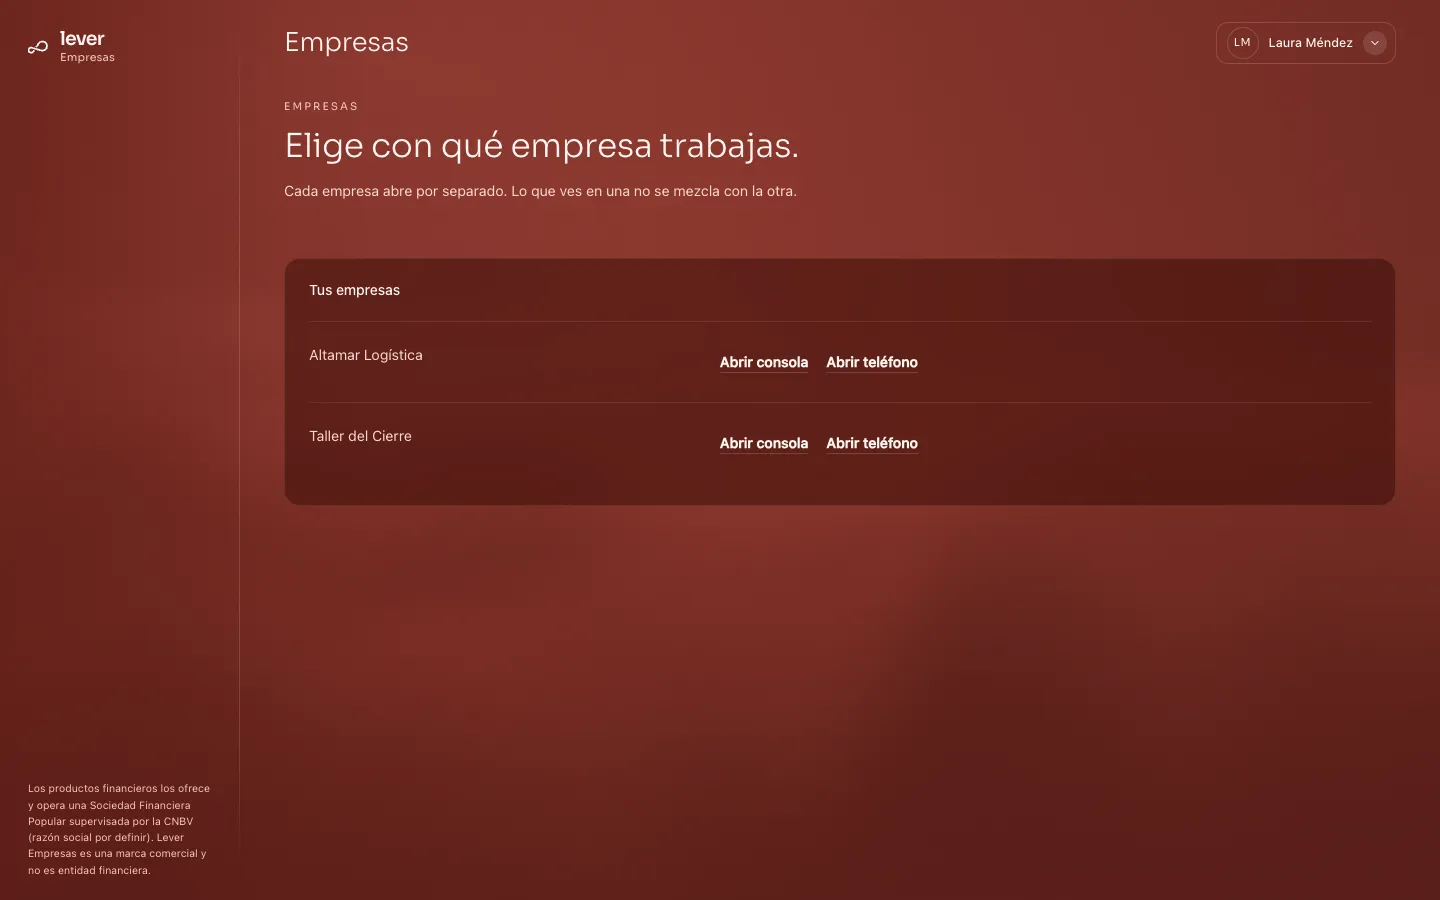 lever
Empresas
Empresas
LM
Laura Méndez
EMPRESAS
Elige con qué empresa trabajas.
Cada empresa abre por separado. Lo que ves en una no se mezcla con la otra.
Tus empresas
Altamar Logística
Abrir consola
Abrir teléfono
Taller del Cierre
Abrir consola
Abrir teléfono
Los productos financieros los ofrece
y opera una Sociedad Financiera
Popular supervisada por la CNBV
(razón social por definir). Lever
Empresas es una marca comercial y
no es entidad financiera.